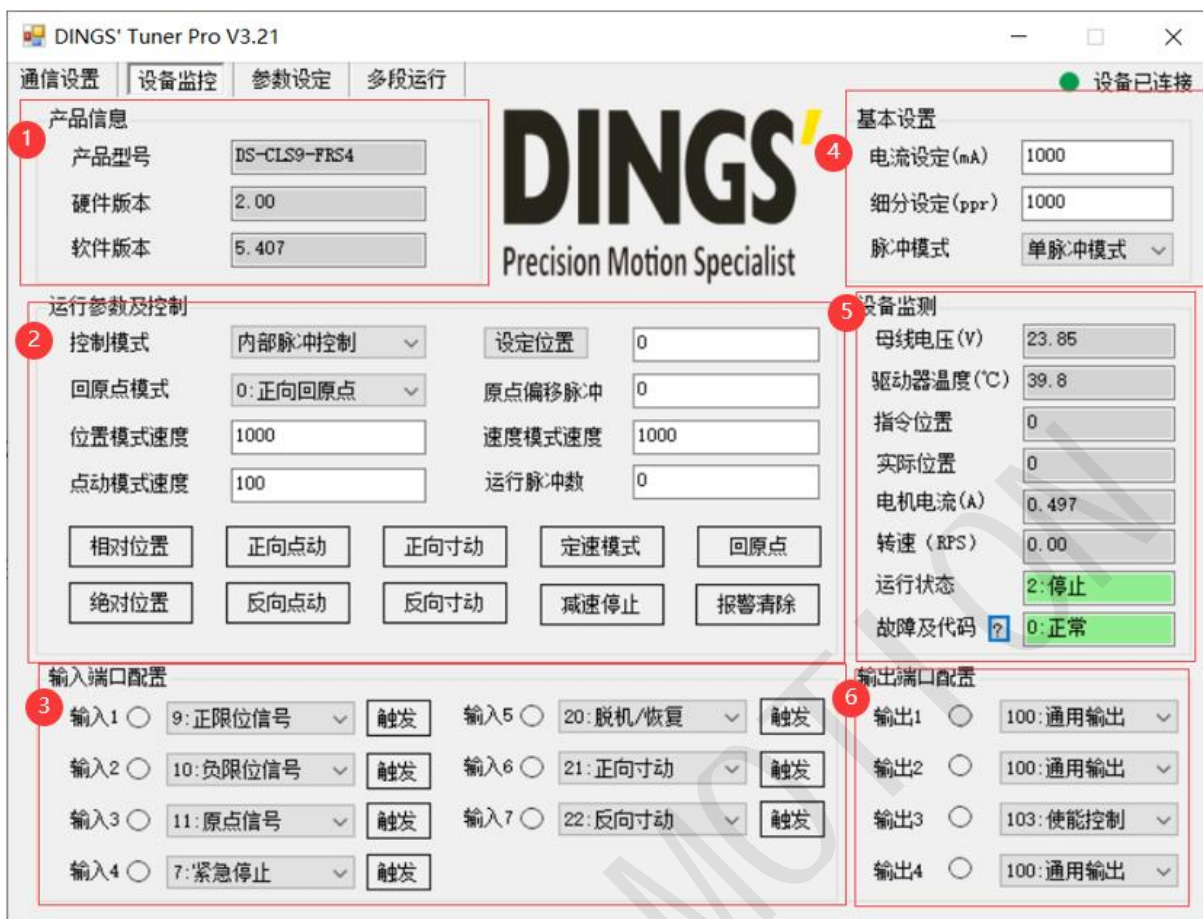 DINGS' Tuner Pro V3.21
通信设置 设备监控 参数设定 多段运行
设备已连接
1
产品信息
产品型号 DS-CLS9-FRS4
硬件版本 2.00
软件版本 5.407
DINGS'
Precision Motion Specialist
4
基本设置
电流设定(mA) 1000
细分设定(ppr) 1000
脉冲模式 单脉冲模式
2
运行参数及控制
控制模式 内部脉冲控制 设定位置 0
回原点模式 0:正向回原点 原点偏移脉冲 0
位置模式速度 1000 速度模式速度 1000
点动模式速度 100 运行脉冲数 0
相对位置 正向点动 正向寸动 定速模式 回原点
绝对位置 反向点动 反向寸动 减速停止 报警清除
5
设备监测
母线电压(V) 23.85
驱动器温度(℃) 39.8
指令位置 0
实际位置 0
电机电流(A) 0.497
转速（RPS） 0.00
运行状态 2:停止
故障及代码 ? 0:正常
3
输入端口配置
输入1 9:正限位信号 触发 输入5 20:脱机/恢复 触发
输入2 10:负限位信号 触发 输入6 21:正向寸动 触发
输入3 11:原点信号 触发 输入7 22:反向寸动 触发
输入4 7:紧急停止 触发
6
输出端口配置
输出1 100:通用输出
输出2 100:通用输出
输出3 103:使能控制
输出4 100:通用输出
MOTION